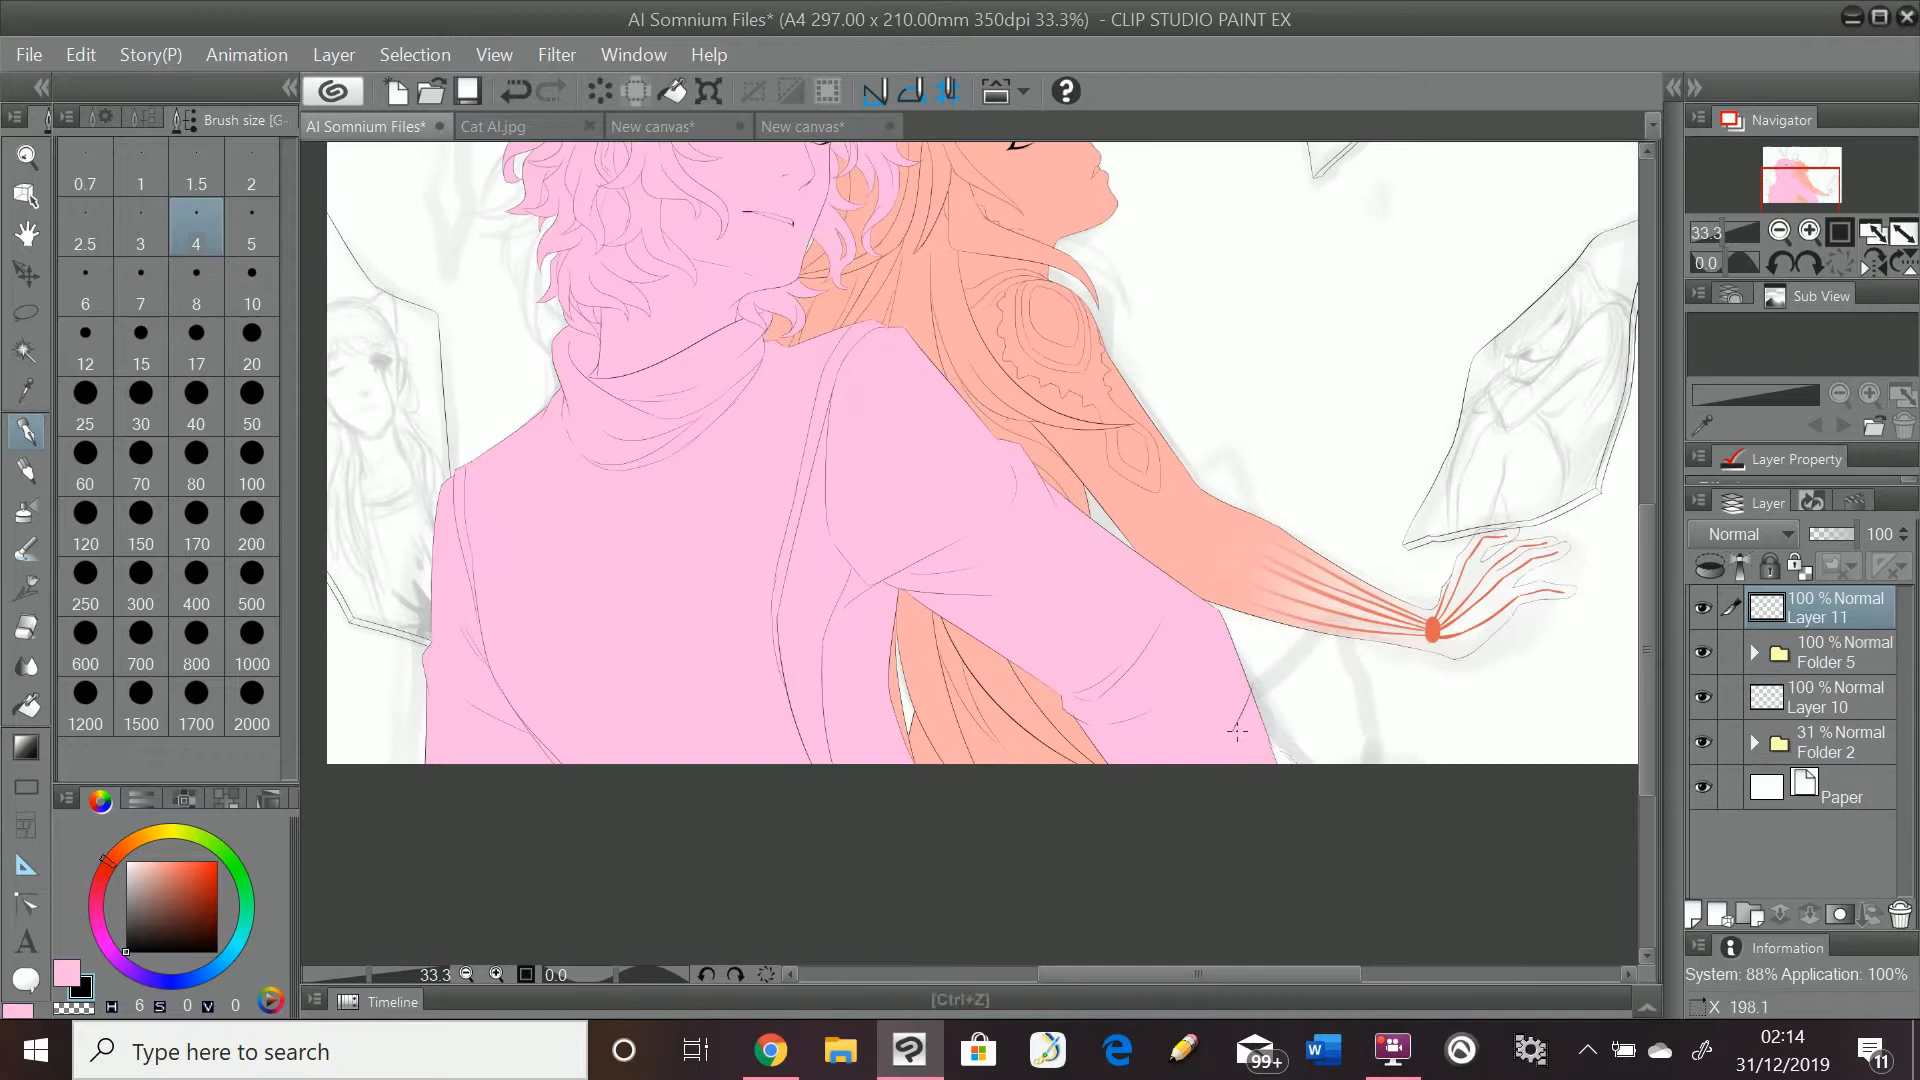 AI Somnium Files* (A4 297.00 x 210.00mm 350dpi 33.3%) - CLIP STUDIO PAINT EX
File Edit Story(P) Animation Layer Selection View Filter Window Help
Brush size [G-
AI Somnium Files* Cat AI.jpg New canvas* New canvas*
Navigator
0.7 1 1.5 2
2.5 3 4 5
6 7 8 10
12 15 17 20
25 30 40 50
60 70 80 100
120 150 170 200
250 300 400 500
600 700 800 1000
1200 1500 1700 2000
33.3
0.0
Sub View
Layer Property
Layer
Normal 100
100 % Normal
Layer 11
100 % Normal
Folder 5
100 % Normal
Layer 10
31 % Normal
Folder 2
Paper
Information
System: 88% Application: 100%
X 198.1
H 6 S 0 V 0
33.3 0.0
Timeline [Ctrl+Z]
Type here to search
99+
02:14
31/12/2019
11